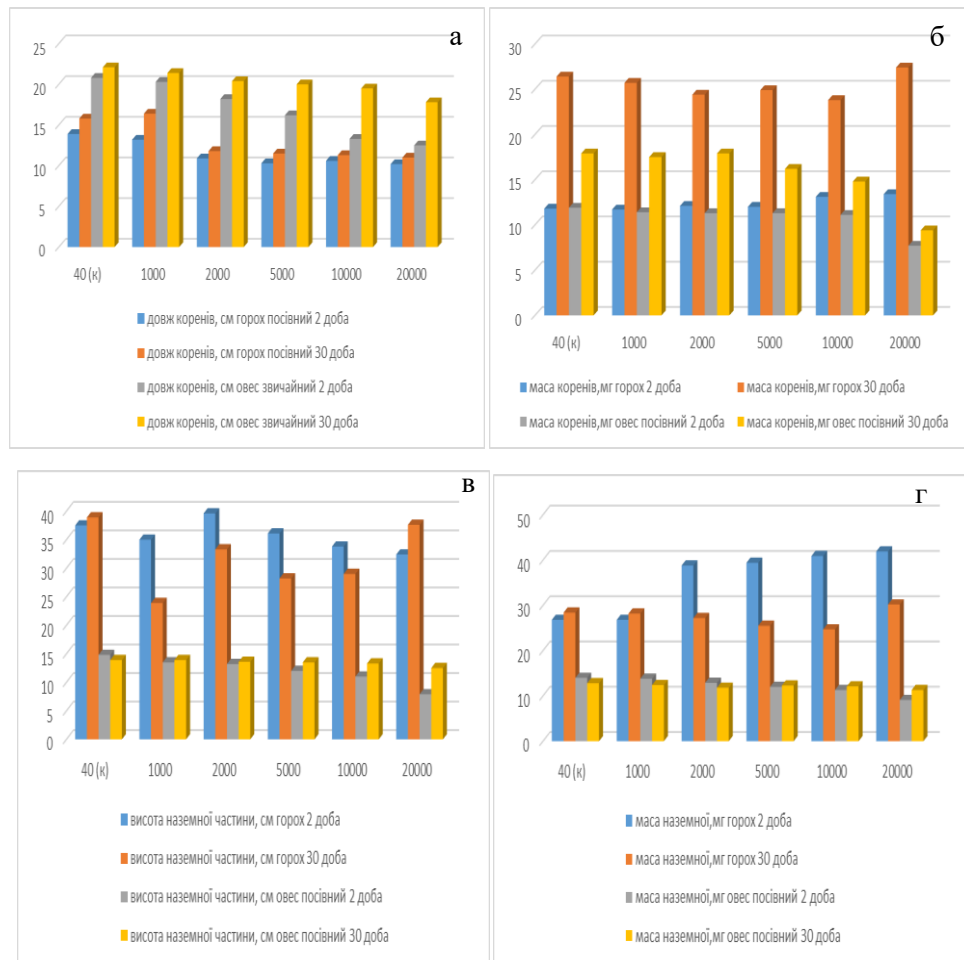 а
25
20
15
10
5
0
40 (к) 1000 2000 5000 10000 20000
довж коренів, см горох посівний 2 доба
довж коренів, см горох посівний 30 доба
довж коренів, см овес звичайний 2 доба
довж коренів, см овес звичайний 30 доба
б
30
25
20
15
10
5
0
40 (к) 1000 2000 5000 10000 20000
маса коренів,мг горох 2 доба маса коренів,мг горох 30 доба
маса коренів,мг овес посівний 2 доба маса коренів,мг овес посівний 30 доба
в
40
35
30
25
20
15
10
5
0
40 (к) 1000 2000 5000 10000 20000
висота наземної частини, см горох 2 доба
висота наземної частини, см горох 30 доба
висота наземної частини, см овес посівний 2 доба
висота наземної частини, см овес посівний 30 доба
г
50
40
30
20
10
0
40 (к) 1000 2000 5000 10000 20000
маса наземної,мг горох 2 доба
маса наземної,мг горох 30 доба
маса наземної,мг овес посівний 2 доба
маса наземної,мг овес посівний 30 доба